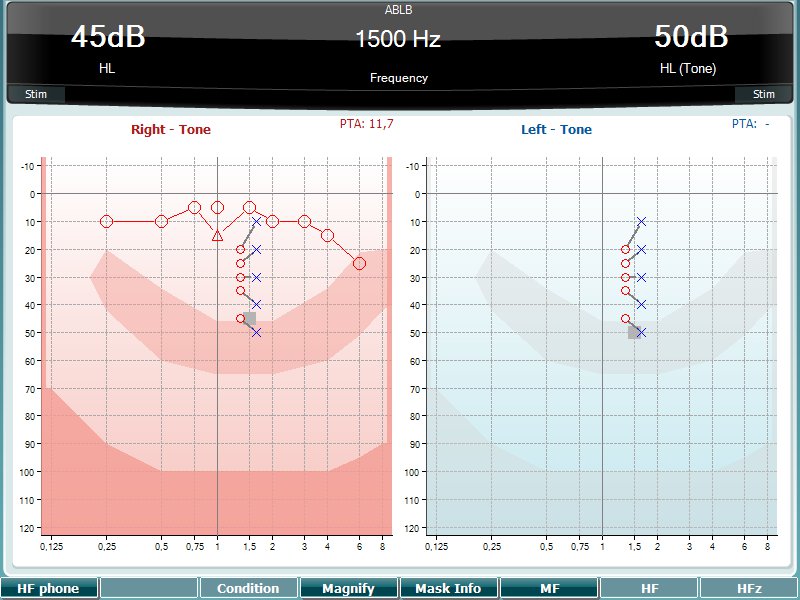 ABLB
45dB 1500 Hz 50dB
HL HL (Tone)
Frequency
Stim Stim
Right - Tone PTA: 11,7 Left - Tone PTA: -
-10 -10
0 0
10 10
20 20
30 30
40 40
50 50
60 60
70 70
80 80
90 90
100 100
110 110
120 120
0,125 0,25 0,5 0,75 1 1,5 2 3 4 6 8 0,125 0,25 0,5 0,75 1 1,5 2 3 4 6 8
HF phone Condition Magnify Mask Info MF HF HFz